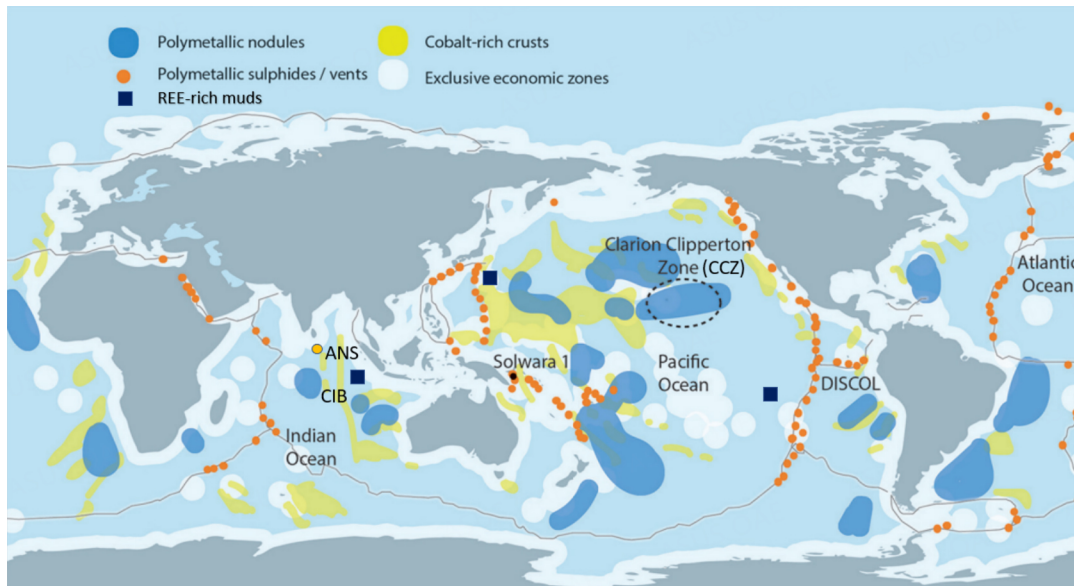 Polymetallic nodules
Cobalt-rich crusts
Polymetallic sulphides / vents
Exclusive economic zones
REE-rich muds
Clarion Clipperton
Zone (CCZ)
Atlantic
Ocean
ANS
Solwara 1
Pacific
Ocean
DISCOL
CIB
Indian
Ocean